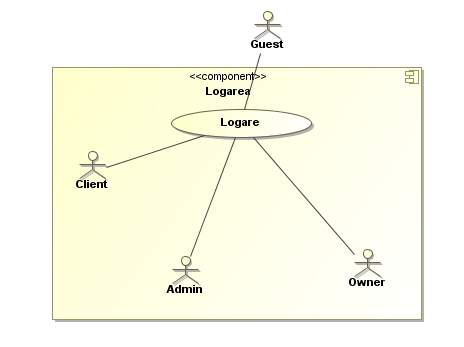 Guest
<<component>>
Logarea
Logare
Client
Admin
Owner